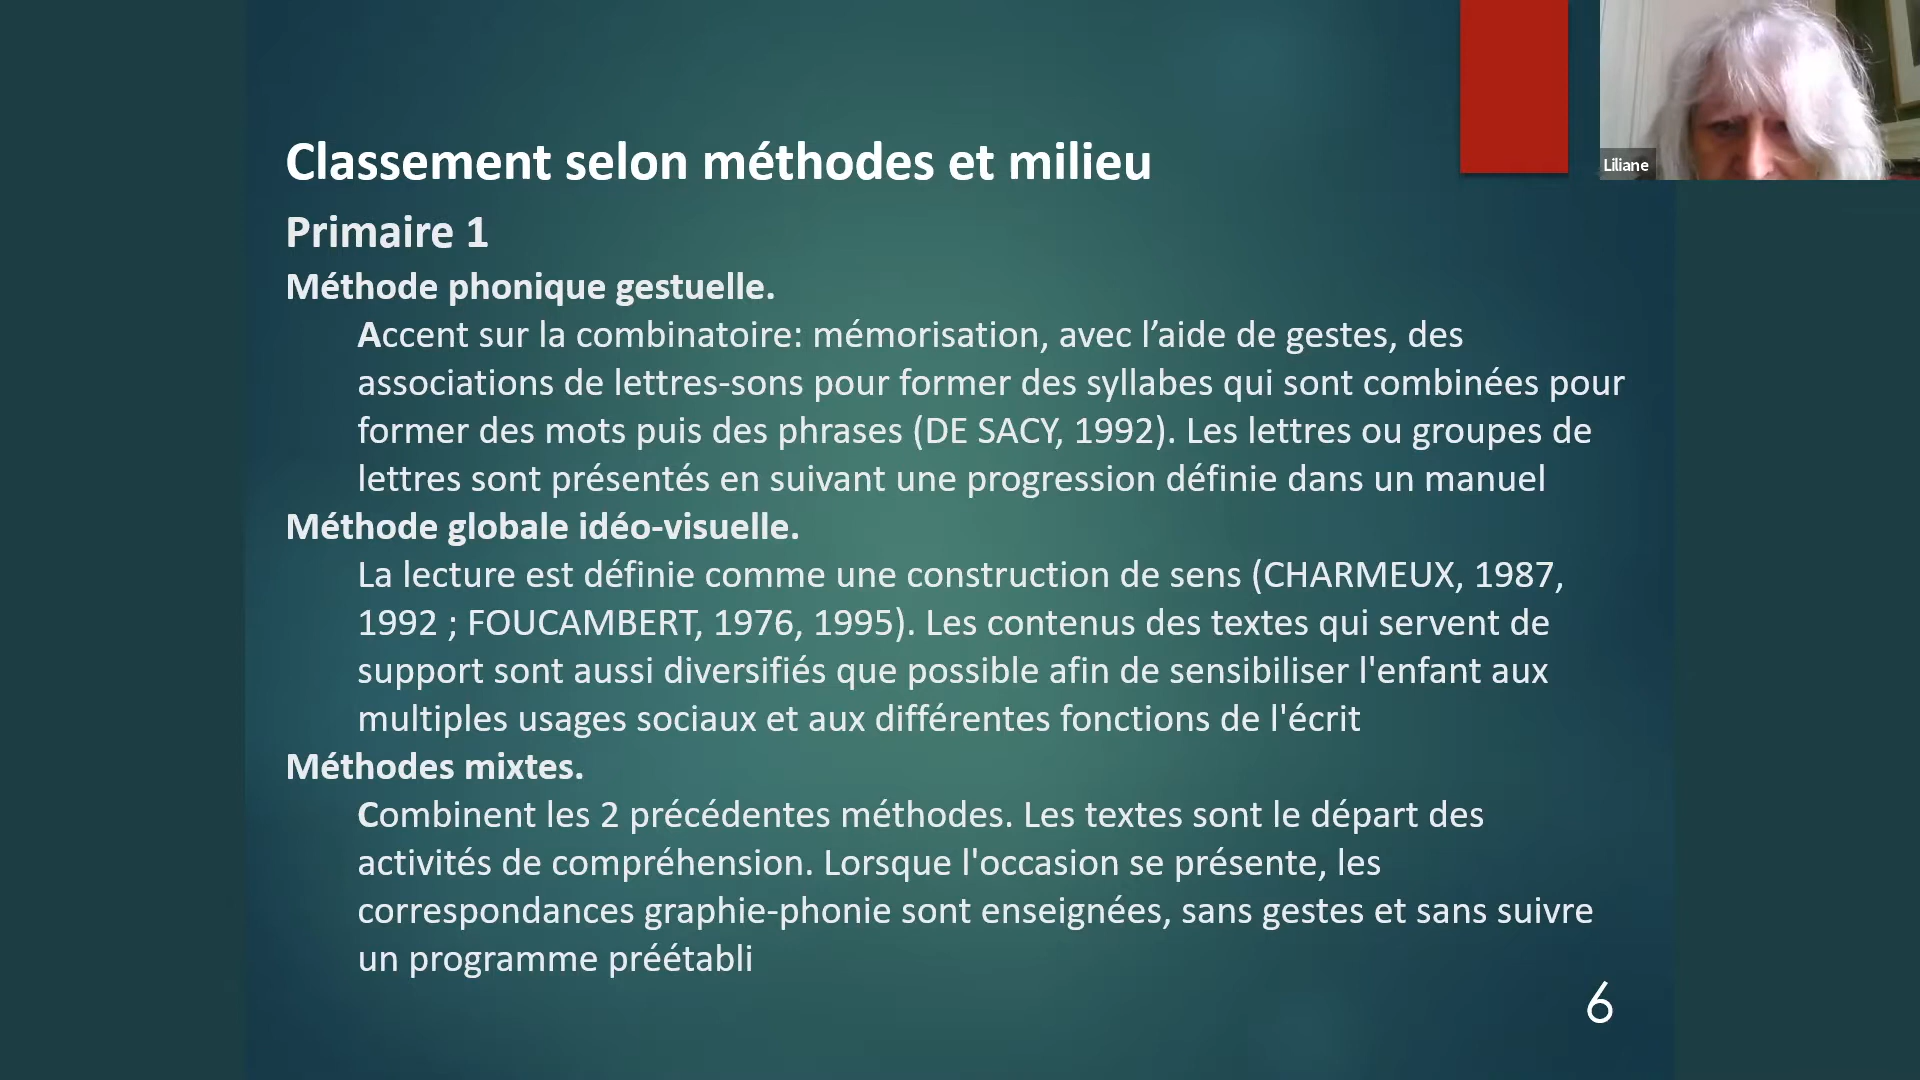 Classement selon méthodes et milieu
Liliane
Primaire 1
Méthode phonique gestuelle.
Accent sur la combinatoire: mémorisation, avec l’aide de gestes, des
associations de lettres-sons pour former des syllabes qui sont combinées pour
former des mots puis des phrases (DE SACY, 1992). Les lettres ou groupes de
lettres sont présentés en suivant une progression définie dans un manuel
Méthode globale idéo-visuelle.
La lecture est définie comme une construction de sens (CHARMEUX, 1987,
1992 ; FOUCAMBERT, 1976, 1995). Les contenus des textes qui servent de
support sont aussi diversifiés que possible afin de sensibiliser l'enfant aux
multiples usages sociaux et aux différentes fonctions de l'écrit
Méthodes mixtes.
Combinent les 2 précédentes méthodes. Les textes sont le départ des
activités de compréhension. Lorsque l'occasion se présente, les
correspondances graphie-phonie sont enseignées, sans gestes et sans suivre
un programme préétabli
6